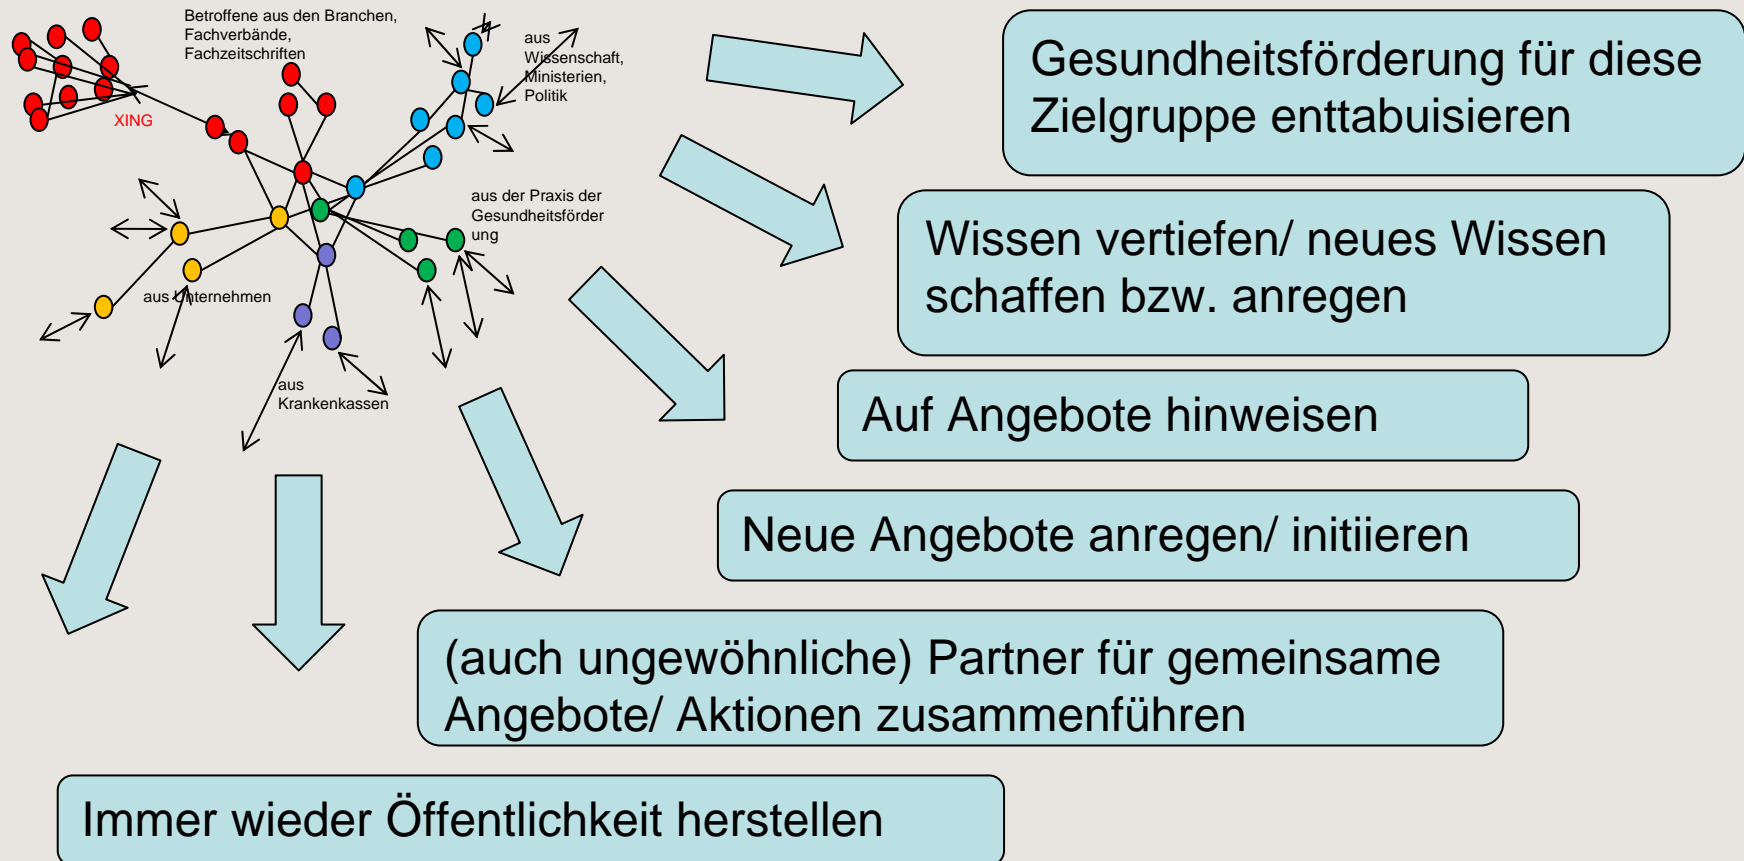 Betroffene aus den Branchen,
Fachverbände,
Fachzeitschriften
XING
aus
Wissenschaft,
Ministerien,
Politik
aus der Praxis der
Gesundheitsförder
ung
aus Unternehmen
aus
Krankenkassen
Gesundheitsförderung für diese
Zielgruppe enttabuisieren
Wissen vertiefen/ neues Wissen
schaffen bzw. anregen
Auf Angebote hinweisen
Neue Angebote anregen/ initiieren
(auch ungewöhnliche) Partner für gemeinsame
Angebote/ Aktionen zusammenführen
Immer wieder Öffentlichkeit herstellen